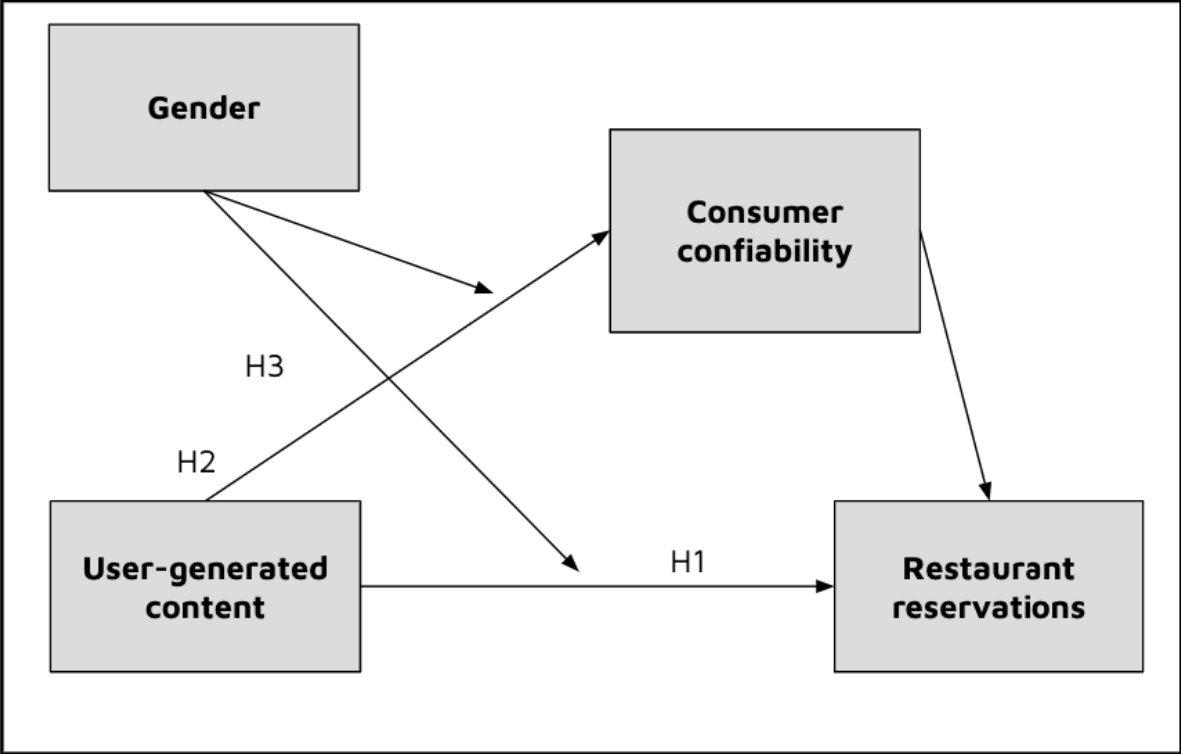 Gender
Consumer
confiability
H3
H2
User-generated
content
H1
Restaurant
reservations